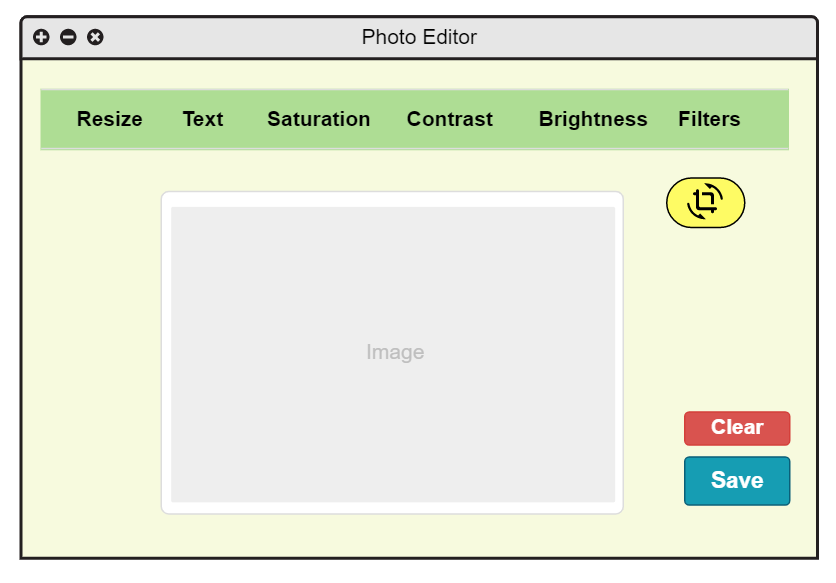 Photo Editor
Resize Text Saturation Contrast Brightness Filters
Image
Clear
Save